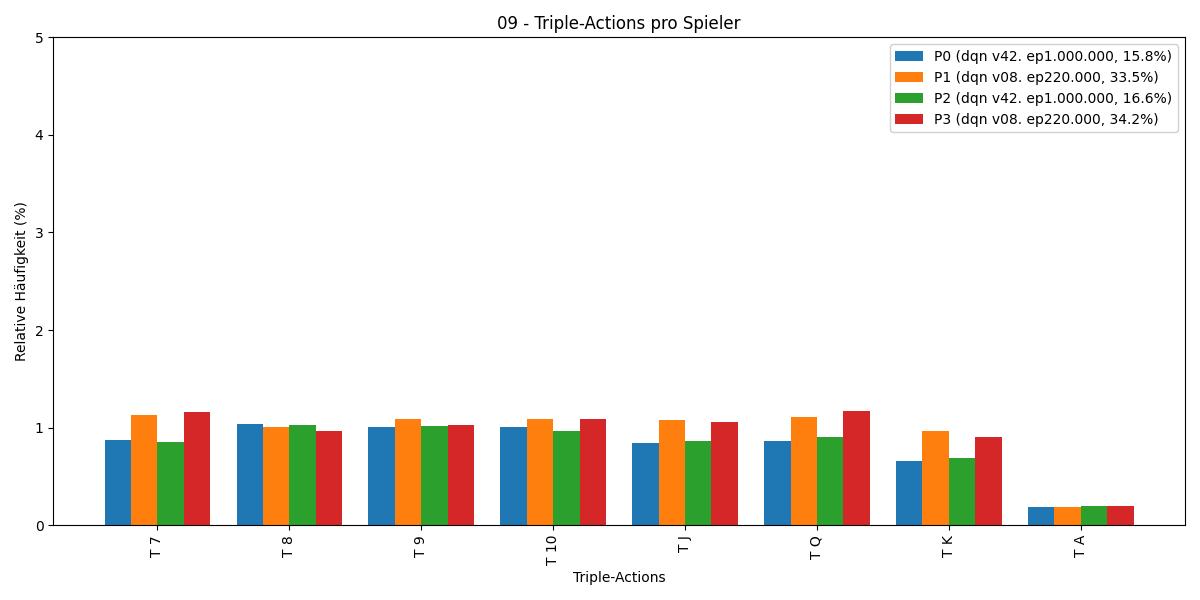 09 - Triple-Actions pro Spieler
P0 (dqn v42. ep1.000.000, 15.8%)
P1 (dqn v08. ep220.000, 33.5%)
P2 (dqn v42. ep1.000.000, 16.6%)
P3 (dqn v08. ep220.000, 34.2%)
Relative Häufigkeit (%)
5
4
3
2
1
0
T 7
T 8
T 9
T 10
T J
T Q
T K
T A
Triple-Actions